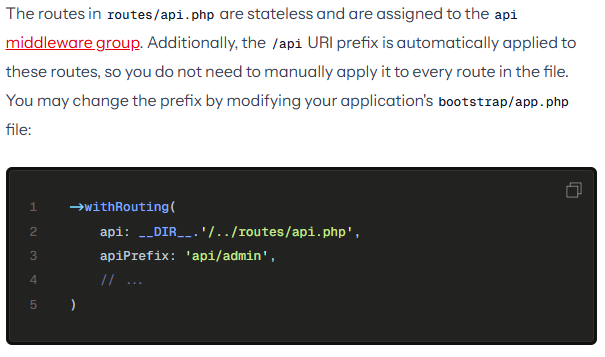 The routes in routes/api.php are stateless and are assigned to the api
middleware group. Additionally, the /api URI prefix is automatically applied to
these routes, so you do not need to manually apply it to every route in the file.
You may change the prefix by modifying your application's bootstrap/app.php
file:
1 ->withRouting(
2 api: __DIR__.'/../routes/api.php',
3 apiPrefix: 'api/admin',
4 // ...
5 )